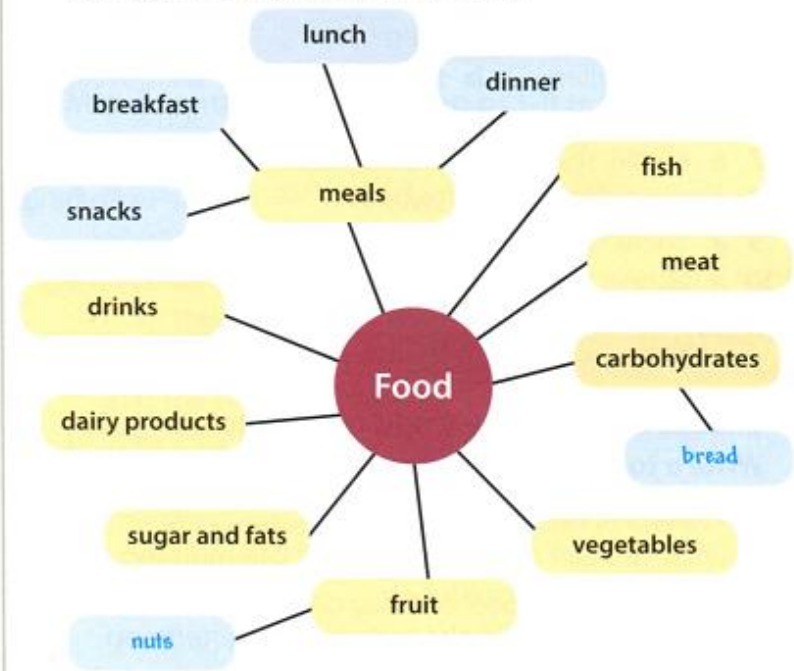 lunch
dinner
breakfast
fish
meals
snacks
meat
drinks
carbohydrates
Food
dairy products
bread
sugar and fats
vegetables
fruit
nuts